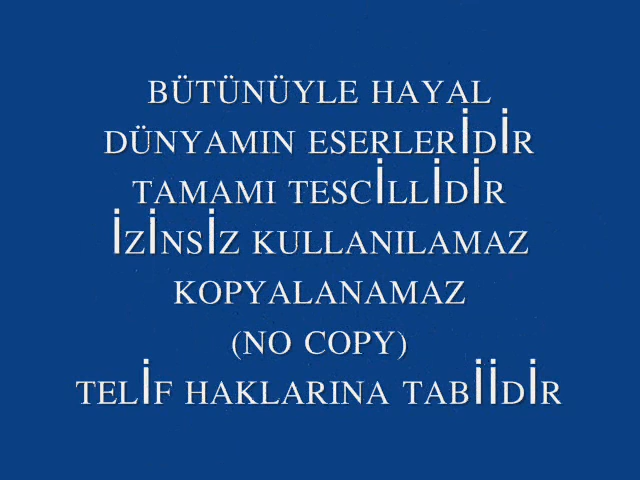 BÜTÜNÜYLE HAYAL
DÜNYAMIN ESERLERİDİR
TAMAMI TESCİLLİDİR
İZİNSİZ KULLANILAMAZ
KOPYALANAMAZ
(NO COPY)
TELİF HAKLARINA TABİİDİR